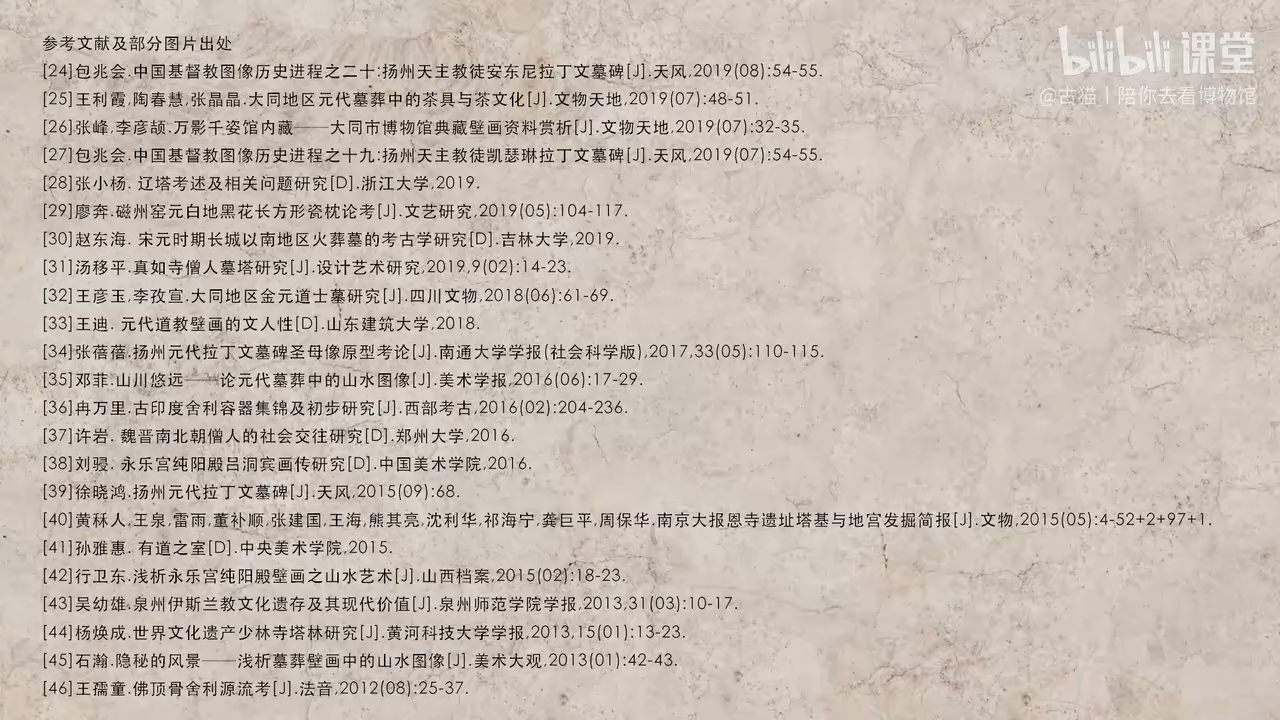 参考文献及部分图片出处
[24]包兆会.中国基督教图像历史进程之二十:扬州天主教徒安东尼拉丁文墓碑[J].天风,2019(08):54-55.
[25]王利霞,陶春慧,张晶晶.大同地区元代墓葬中的茶具与茶文化[J].文物天地,2019(07):48-51.
[26]张峰,李彦颉.万影千姿馆内藏——大同市博物馆典藏壁画资料赏析[J].文物天地,2019(07):32-35.
[27]包兆会.中国基督教图像历史进程之十九:扬州天主教徒凯瑟琳拉丁文墓碑[J].天风,2019(07):54-55.
[28]张小杨. 辽塔考述及相关问题研究[D].浙江大学,2019.
[29]廖奔.磁州窑元白地黑花长方形瓷枕论考[J].文艺研究,2019(05):104-117.
[30]赵东海. 宋元时期长城以南地区火葬墓的考古学研究[D].吉林大学,2019.
[31]汤移平.真如寺僧人墓塔研究[J].设计艺术研究,2019,9(02):14-23.
[32]王彦玉,李孜宣.大同地区金元道士墓研究[J].四川文物,2018(06):61-69.
[33]王迪. 元代道教壁画的文人性[D].山东建筑大学,2018.
[34]张蓓蓓.扬州元代拉丁文墓碑圣母像原型考论[J].南通大学学报(社会科学版),2017,33(05):110-115.
[35]邓菲.山川悠远——论元代墓葬中的山水图像[J].美术学报,2016(06):17-29.
[36]冉万里.古印度舍利容器集锦及初步研究[J].西部考古,2016(02):204-236.
[37]许岩. 魏晋南北朝僧人的社会交往研究[D].郑州大学,2016.
[38]刘骎. 永乐宫纯阳殿吕洞宾画传研究[D].中国美术学院,2016.
[39]徐晓鸿.扬州元代拉丁文墓碑[J].天风,2015(09):68.
[40]黄秝人,王泉,雷雨,董补顺,张建国,王海,熊其亮,沈利华,祁海宁,龚巨平,周保华.南京大报恩寺遗址塔基与地宫发掘简报[J].文物,2015(05):4-52+2+97+1.
[41]孙雅惠. 有道之室[D].中央美术学院,2015.
[42]行卫东.浅析永乐宫纯阳殿壁画之山水艺术[J].山西档案,2015(02):18-23.
[43]吴幼雄.泉州伊斯兰教文化遗存及其现代价值[J].泉州师范学院学报,2013,31(03):10-17.
[44]杨焕成.世界文化遗产少林寺塔林研究[J].黄河科技大学学报,2013,15(01):13-23.
[45]石瀚.隐秘的风景——浅析墓葬壁画中的山水图像[J].美术大观,2013(01):42-43.
[46]王孺童.佛顶骨舍利源流考[J].法音,2012(08):25-37.
bilibili 课堂
@古猫丨陪你去看博物馆